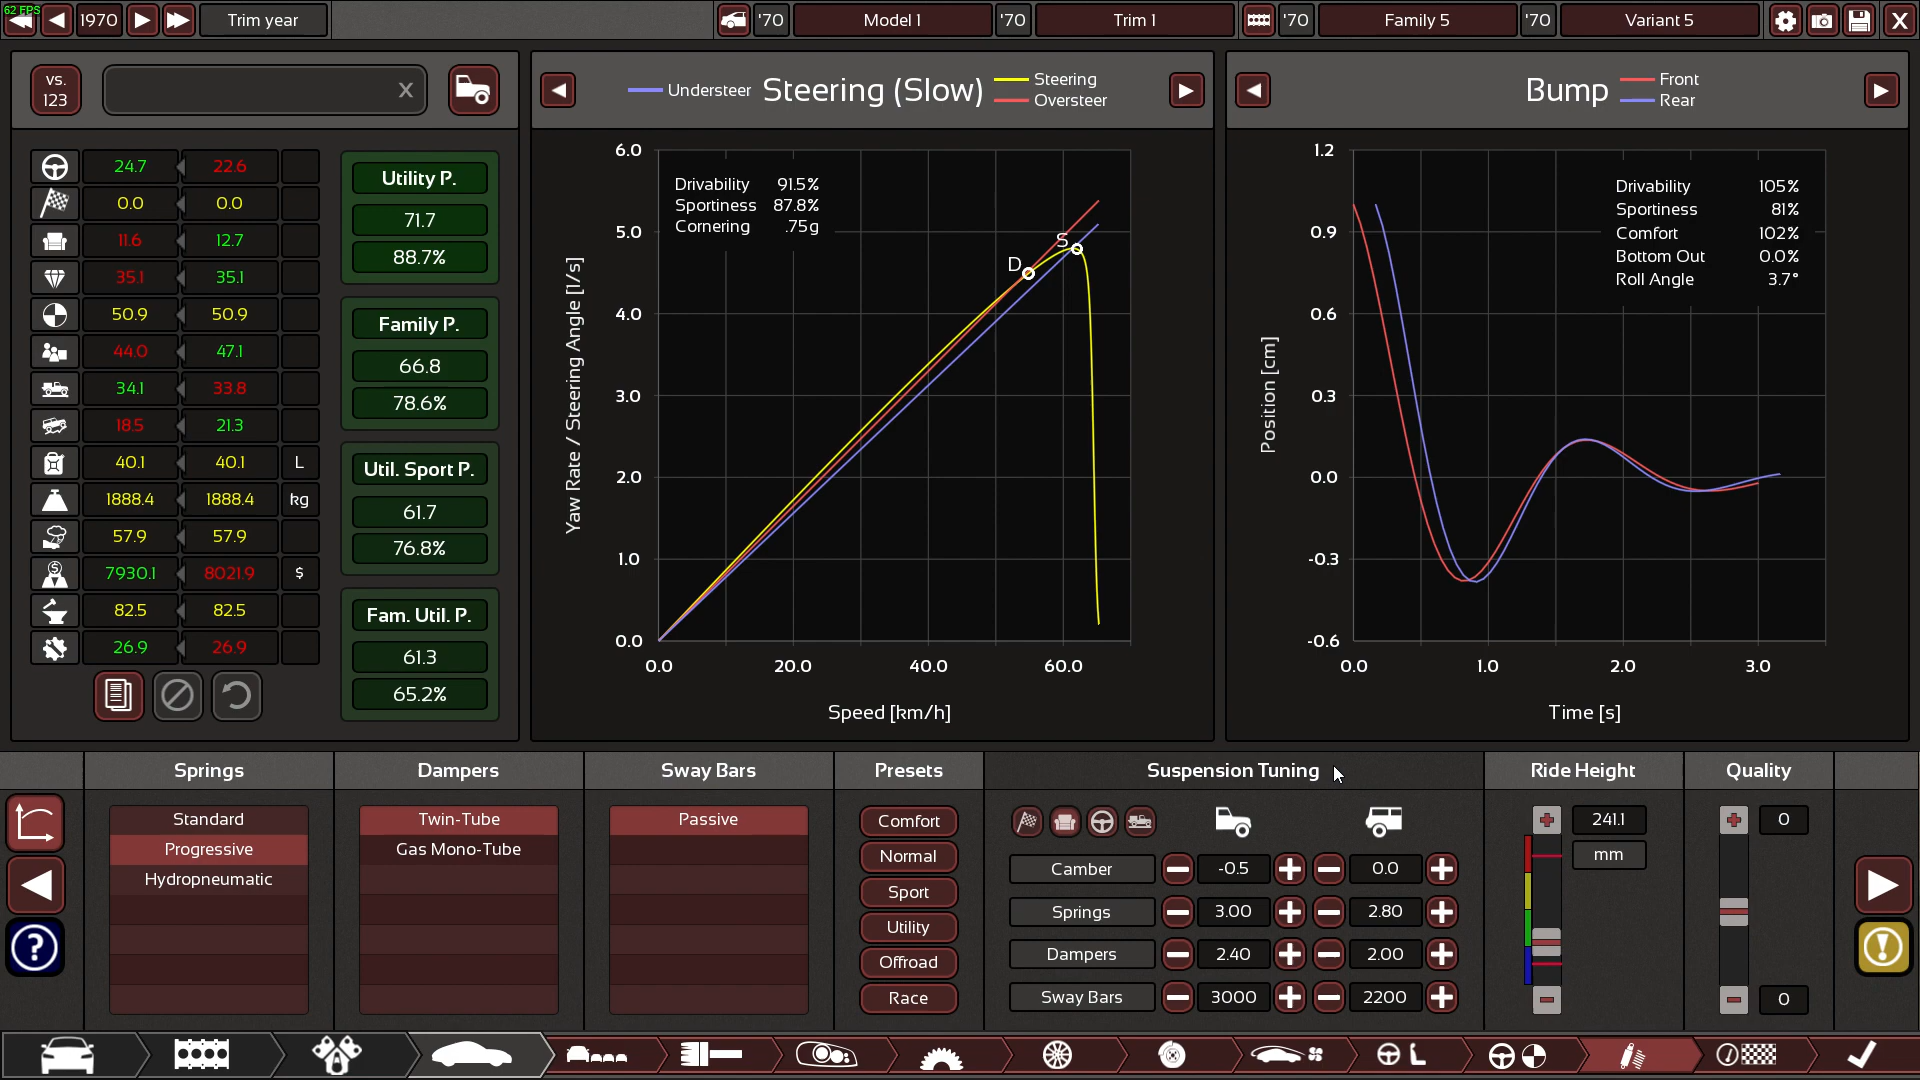 62 FPS
1970
Trim year
'70
Model 1
'70
Trim 1
'70
Family 5
'70
Variant 5
X
vs.
123
x
24.7 22.6
0.0 0.0
11.6 12.7
35.1 35.1
50.9 50.9
44.0 47.1
34.1 33.8
18.5 21.3
40.1 40.1 L
1888.4 1888.4 kg
57.9 57.9
7930.1 8021.9 $
82.5 82.5
26.9 26.9
Utility P.
71.7
88.7%
Family P.
66.8
78.6%
Util. Sport P.
61.7
76.8%
Fam. Util. P.
61.3
65.2%
Understeer
Steering (Slow)
Steering
Oversteer
Drivability 91.5%
Sportiness 87.8%
Cornering .75g
6.0
5.0
4.0
3.0
2.0
1.0
0.0
D
S
0.0 20.0 40.0 60.0
Yaw Rate / Steering Angle [1/s]
Speed [km/h]
Bump
Front
Rear
Drivability 105%
Sportiness 81%
Comfort 102%
Bottom Out 0.0%
Roll Angle 3.7°
1.2
0.9
0.6
0.3
0.0
-0.3
-0.6
0.0 1.0 2.0 3.0
Position [cm]
Time [s]
Springs
Standard
Progressive
Hydropneumatic
Dampers
Twin-Tube
Gas Mono-Tube
Sway Bars
Passive
Presets
Comfort
Normal
Sport
Utility
Offroad
Race
Suspension Tuning
Camber -0.5 0.0
Springs 3.00 2.80
Dampers 2.40 2.00
Sway Bars 3000 2200
Ride Height
241.1
mm
Quality
0
0
?
!